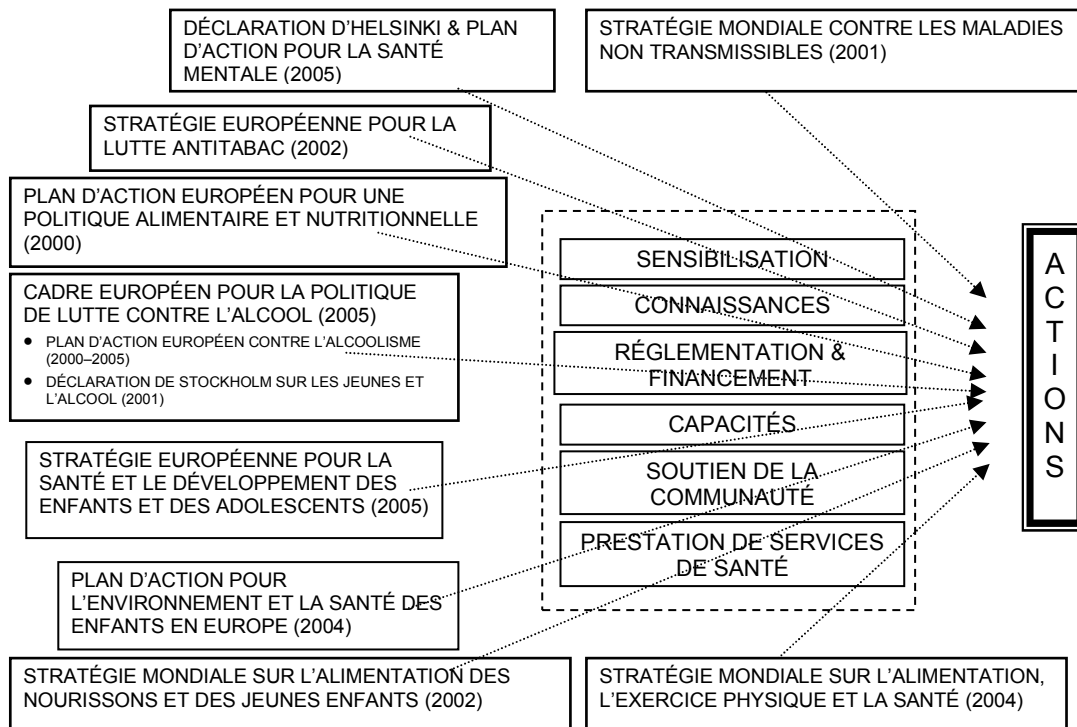 DÉCLARATION D'HELSINKI & PLAN
D'ACTION POUR LA SANTÉ
MENTALE (2005)
STRATÉGIE MONDIALE CONTRE LES MALADIES
NON TRANSMISSIBLES (2001)
STRATÉGIE EUROPÉENNE POUR LA
LUTTE ANTITABAC (2002)
PLAN D'ACTION EUROPÉEN POUR UNE
POLITIQUE ALIMENTAIRE ET NUTRITIONNELLE
(2000)
CADRE EUROPÉEN POUR LA POLITIQUE
DE LUTTE CONTRE L'ALCOOL (2005)
• PLAN D'ACTION EUROPÉEN CONTRE L'ALCOOLISME
(2000–2005)
• DÉCLARATION DE STOCKHOLM SUR LES JEUNES ET
L'ALCOOL (2001)
STRATÉGIE EUROPÉENNE POUR LA
SANTÉ ET LE DÉVELOPPEMENT DES
ENFANTS ET DES ADOLESCENTS (2005)
PLAN D'ACTION POUR
L'ENVIRONNEMENT ET LA SANTÉ DES
ENFANTS EN EUROPE (2004)
STRATÉGIE MONDIALE SUR L'ALIMENTATION DES
NOURISSONS ET DES JEUNES ENFANTS (2002)
SENSIBILISATION
CONNAISSANCES
RÉGLEMENTATION &
FINANCEMENT
CAPACITÉS
SOUTIEN DE LA
COMMUNAUTÉ
PRESTATION DE SERVICES
DE SANTÉ
STRATÉGIE MONDIALE SUR L'ALIMENTATION,
L'EXERCICE PHYSIQUE ET LA SANTÉ (2004)
A
C
T
I
O
N
S